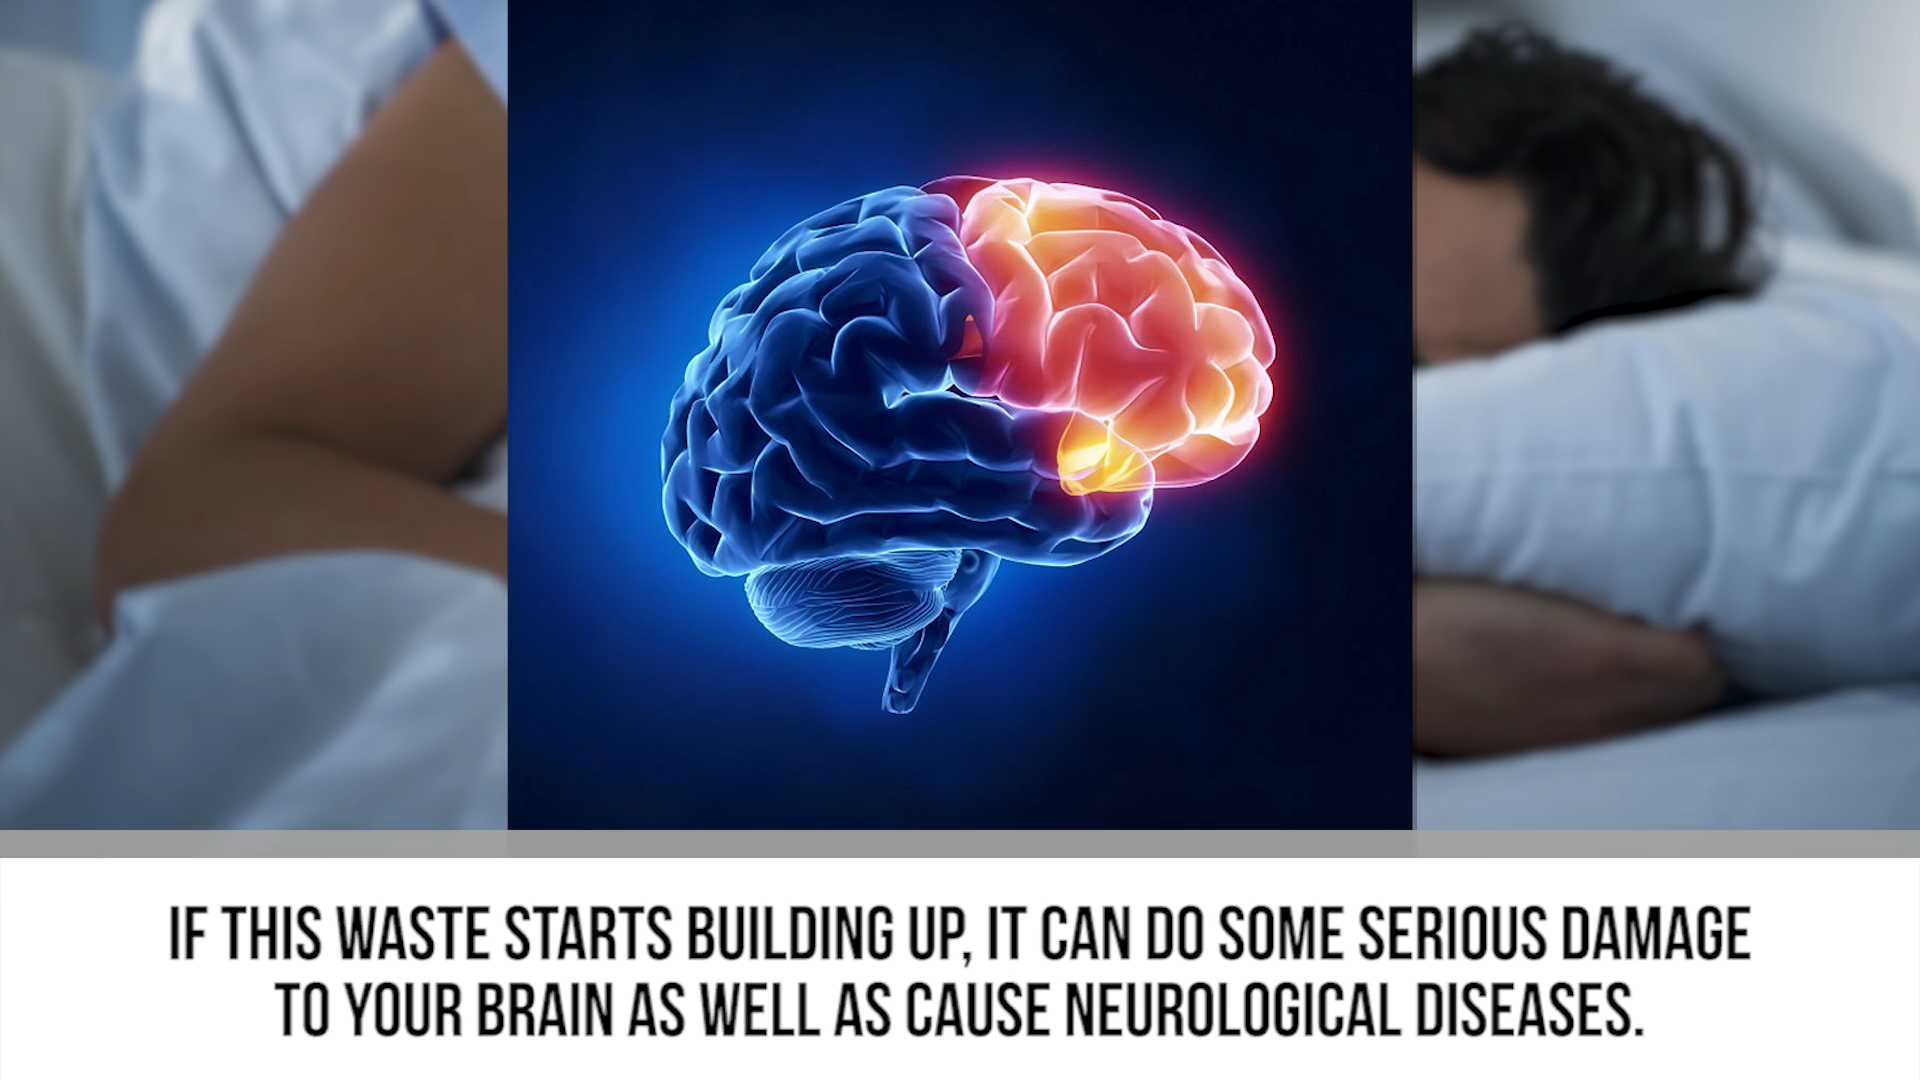 IF THIS WASTE STARTS BUILDING UP, IT CAN DO SOME SERIOUS DAMAGE
TO YOUR BRAIN AS WELL AS CAUSE NEUROLOGICAL DISEASES.